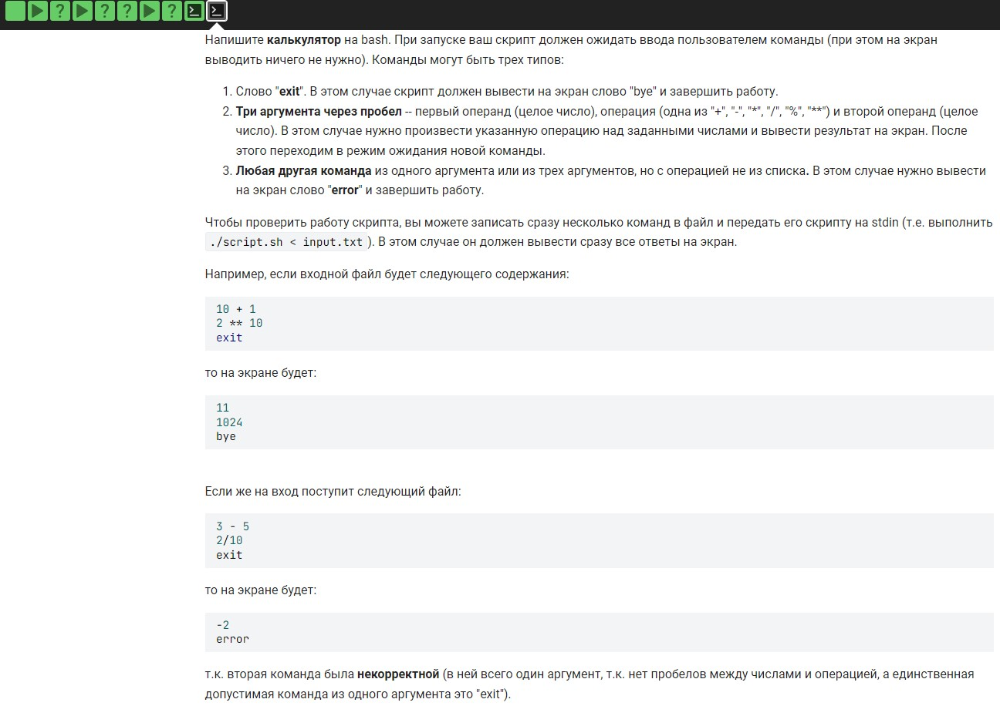 Напишите калькулятор на bash. При запуске ваш скрипт должен ожидать ввода пользователем команды (при этом на экран
выводить ничего не нужно). Команды могут быть трех типов:
1. Слово "exit". В этом случае скрипт должен вывести на экран слово "bye" и завершить работу.
2. Три аргумента через пробел -- первый операнд (целое число), операция (одна из "+", "-", "*", "/", "%", "**") и второй операнд (целое
число). В этом случае нужно произвести указанную операцию над заданными числами и вывести результат на экран. После
этого переходим в режим ожидания новой команды.
3. Любая другая команда из одного аргумента или из трех аргументов, но с операцией не из списка. В этом случае нужно вывести
на экран слово "error" и завершить работу.
Чтобы проверить работу скрипта, вы можете записать сразу несколько команд в файл и передать его скрипту на stdin (т.е. выполнить
./script.sh < input.txt ). В этом случае он должен вывести сразу все ответы на экран.
Например, если входной файл будет следующего содержания:
10 + 1
2 ** 10
exit
то на экране будет:
11
1024
bye
Если же на вход поступит следующий файл:
3 - 5
2/10
exit
то на экране будет:
-2
error
т.к. вторая команда была некорректной (в ней всего один аргумент, т.к. нет пробелов между числами и операцией, а единственная
допустимая команда из одного аргумента это "exit").